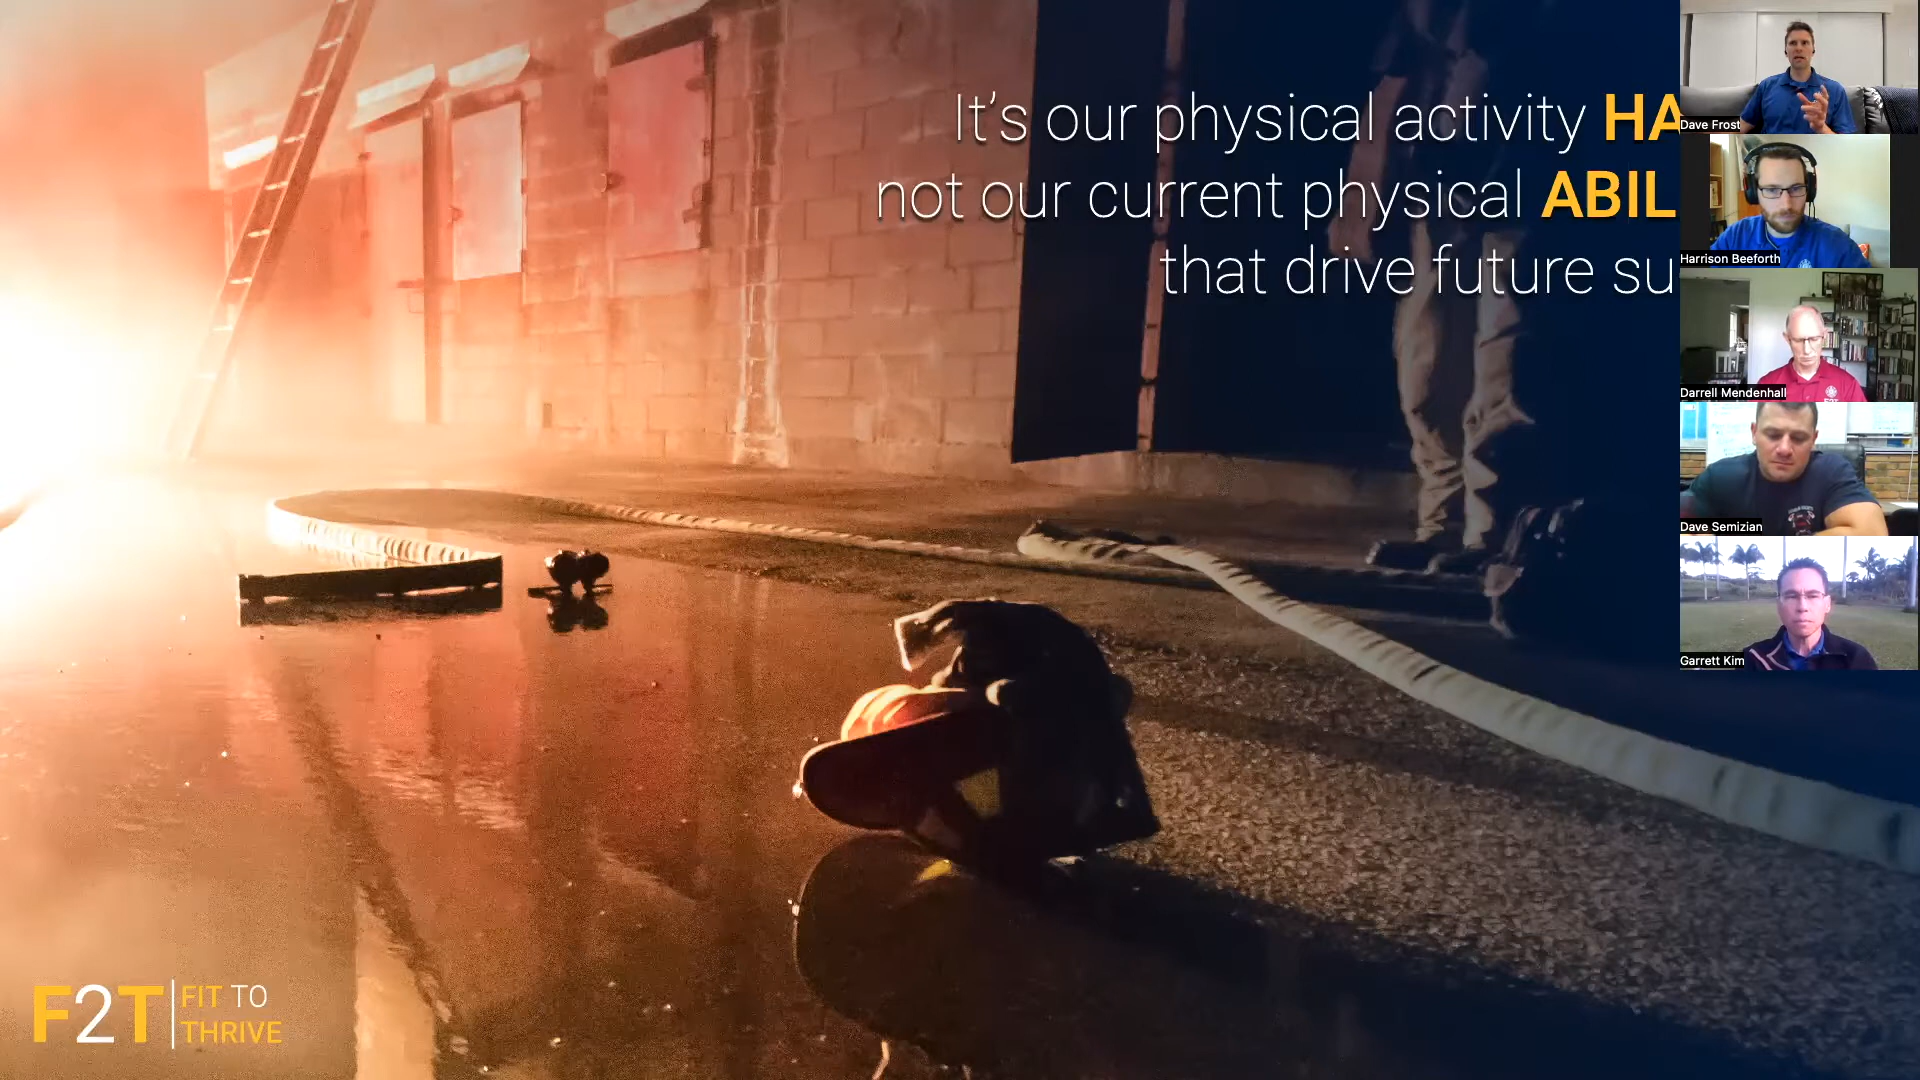 It’s our physical activity HA
not our current physical ABIL
that drive future su
Dave Frost
Harrison Beeforth
Darrell Mendenhall
Dave Semizian
Garrett Kim
F2T
FIT TO
THRIVE